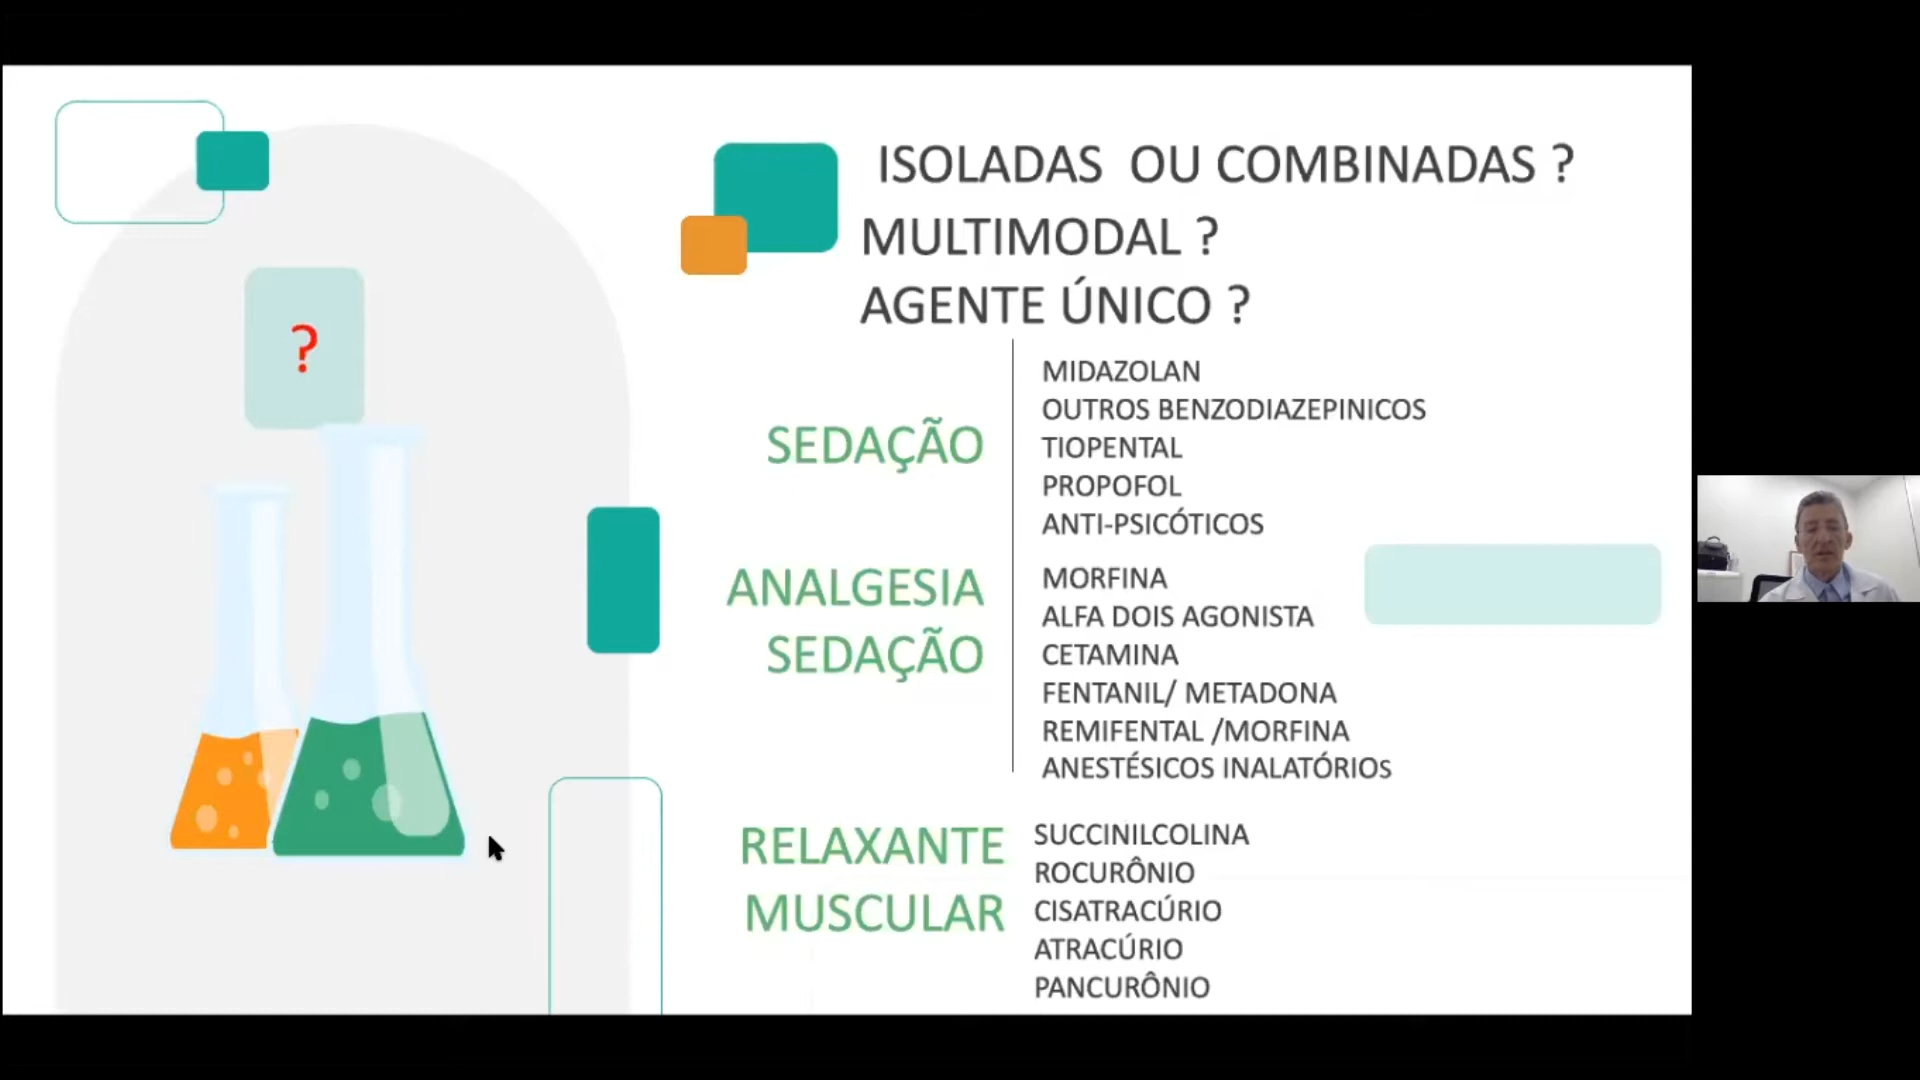 ISOLADAS OU COMBINADAS ?
MULTIMODAL ?
AGENTE ÚNICO ?
?
SEDAÇÃO
MIDAZOLAN
OUTROS BENZODIAZEPINICOS
TIOPENTAL
PROPOFOL
ANTI-PSICÓTICOS
ANALGESIA
SEDAÇÃO
MORFINA
ALFA DOIS AGONISTA
CETAMINA
FENTANIL/ METADONA
REMIFENTAL /MORFINA
ANESTÉSICOS INALATÓRIOs
RELAXANTE
MUSCULAR
SUCCINILCOLINA
ROCURÔNIO
CISATRACÚRIO
ATRACÚRIO
PANCURÔNIO